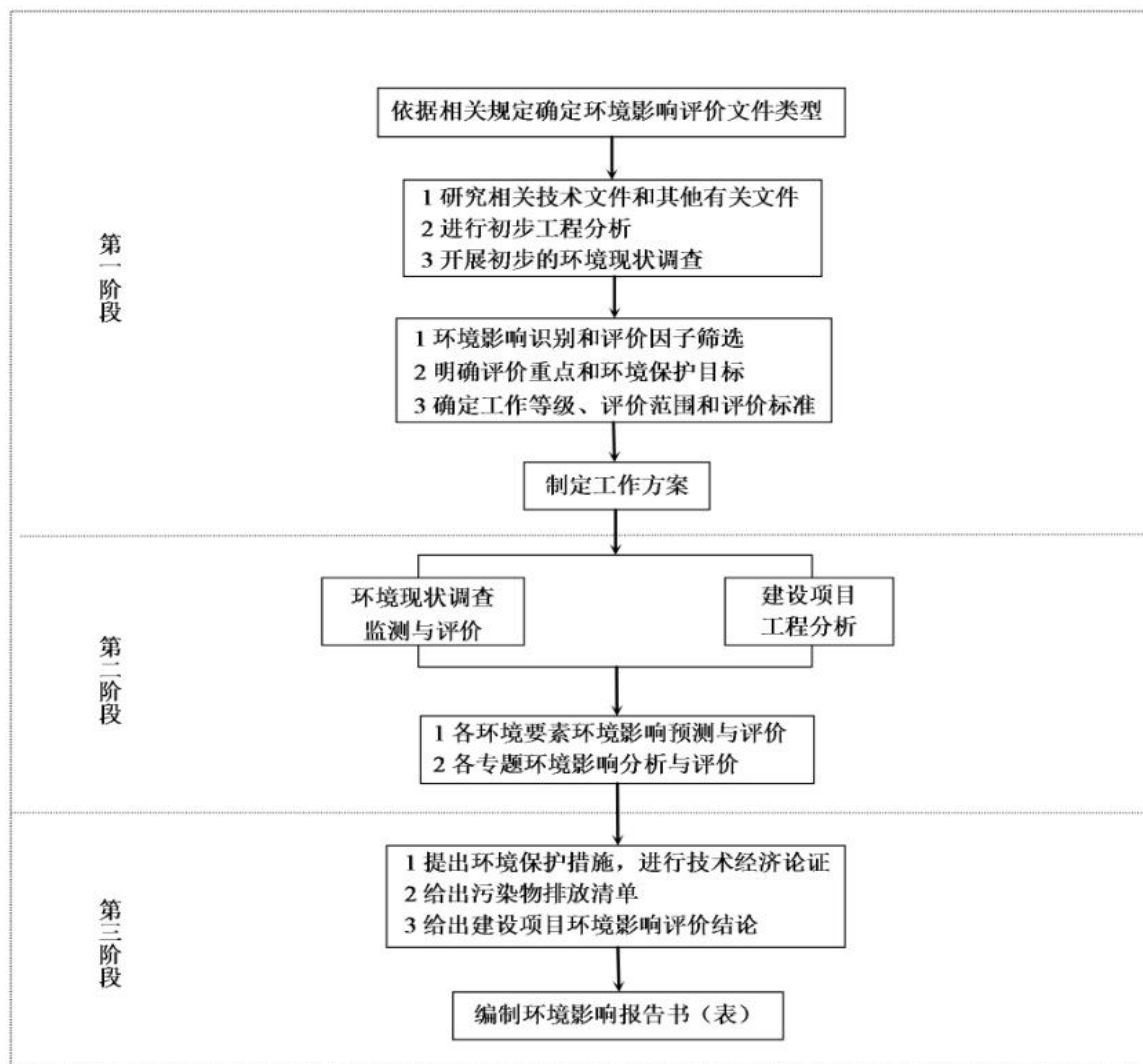 依据相关规定确定环境影响评价文件类型
1 研究相关技术文件和其他有关文件
2 进行初步工程分析
3 开展初步的环境现状调查
第一阶段
1 环境影响识别和评价因子筛选
2 明确评价重点和环境保护目标
3 确定工作等级、评价范围和评价标准
制定工作方案
环境现状调查
监测与评价
建设项目
工程分析
第二阶段
1 各环境要素环境影响预测与评价
2 各专题环境影响分析与评价
1 提出环境保护措施，进行技术经济论证
2 给出污染物排放清单
3 给出建设项目环境影响评价结论
第三阶段
编制环境影响报告书（表）